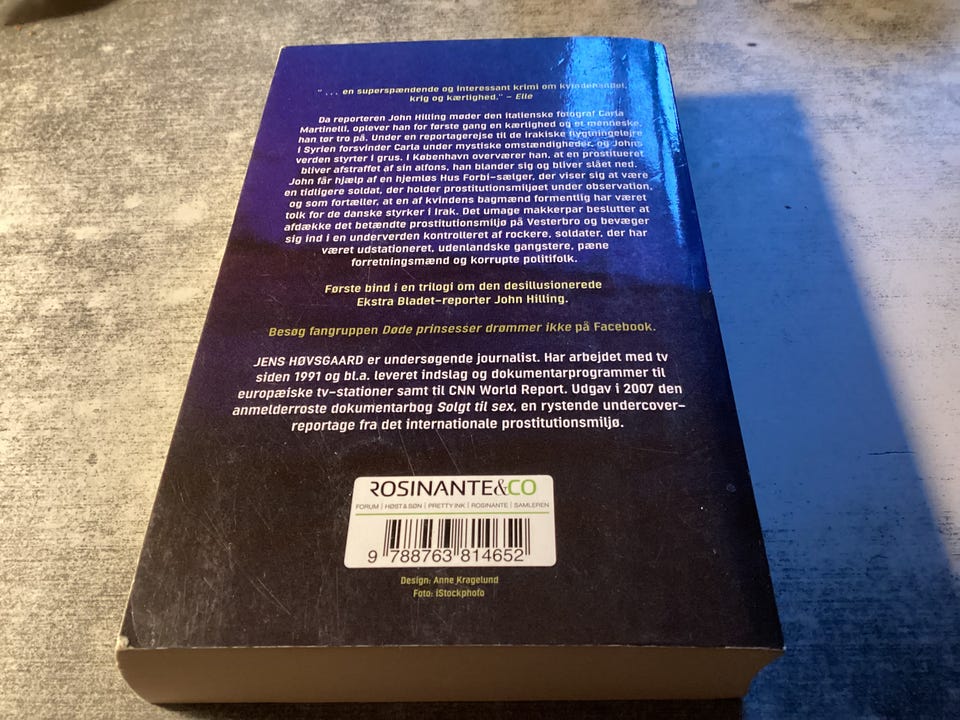 " ... en superspændende og interessant krimi om kvindehandel,
krig og kærlighed." – Elle
Da reporteren John Hilling møder den italienske fotograf Carla
Martinelli, oplever han for første gang en kærlighed og et menneske,
han tør tro på. Under en reportagerejse til de irakiske flygtningelejre
i Syrien forsvinder Carla under mystiske omstændigheder, og Johns
verden styrter i grus. I København overværer han, at en prostitueret
bliver afstraffet af sin alfons, han blander sig og bliver slået ned.
John får hjælp af en hjemløs Hus Forbi-sælger, der viser sig at være
en tidligere soldat, der holder prostitutionsmiljøet under observation,
og som fortæller, at en af kvindens bagmænd formentlig har været
tolk for de danske styrker i Irak. Det umage makkerpar beslutter at
afdække det betændte prostitutionsmiljø på Vesterbro og bevæger
sig ind i en underverden kontrolleret af rockere, soldater, der har
været udstationeret, udenlandske gangstere, pæne
forretningsmænd og korrupte politifolk.
Første bind i en trilogi om den desillusionerede
Ekstra Bladet-reporter John Hilling.
Besøg fangruppen Døde prinsesser drømmer ikke på Facebook.
JENS HØVSGAARD er undersøgende journalist. Har arbejdet med tv
siden 1991 og bl.a. leveret indslag og dokumentarprogrammer til
europæiske tv-stationer samt til CNN World Report. Udgav i 2007 den
anmelderroste dokumentarbog Solgt til sex, en rystende undercover-
reportage fra det internationale prostitutionsmiljø.
ROSINANTE&CO
FORUM | HØST & SØN | PRETTY INK | ROSINANTE | SAMLEREN
9 788763 814652
Design: Anne Kragelund
Foto: iStockphoto